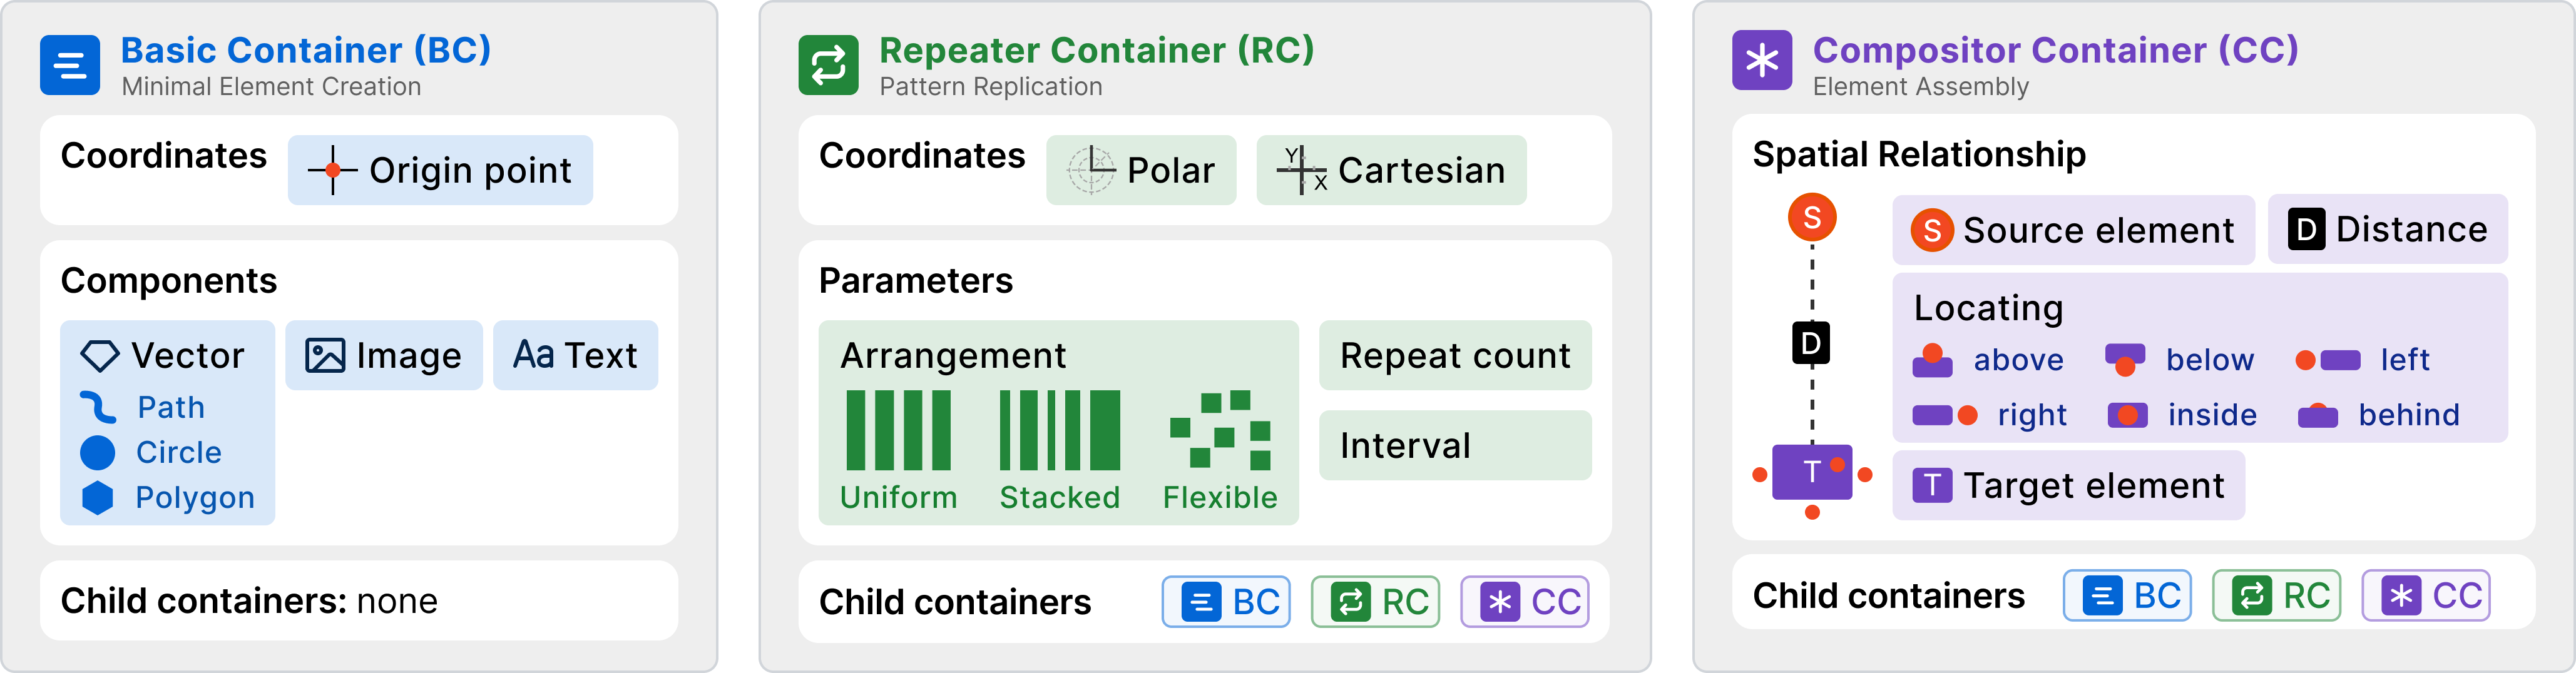 Basic Container (BC)
Minimal Element Creation
Coordinates
Origin point
Components
Vector
Path
Circle
Polygon
Image
Aa Text
Child containers: none
Repeater Container (RC)
Pattern Replication
Coordinates
Polar
Y
X
Cartesian
Parameters
Arrangement
Uniform
Stacked
Flexible
Repeat count
Interval
Child containers
BC
RC
CC
Compositor Container (CC)
Element Assembly
Spatial Relationship
S
D
T
S Source element
D Distance
Locating
above
below
left
right
inside
behind
T Target element
Child containers
BC
RC
CC